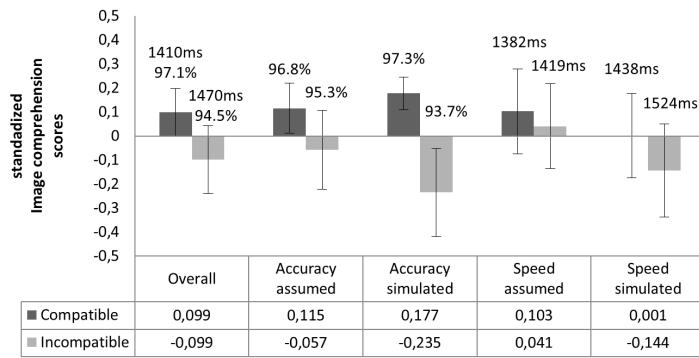 standadized
Image comprehension
scores
0,5
0,4
0,3
0,2
0,1
0
-0,1
-0,2
-0,3
-0,4
-0,5
1410ms
97.1%
1470ms
94.5%
96.8%
95.3%
97.3%
93.7%
1382ms
1419ms
1438ms
1524ms
Overall
Accuracy
assumed
Accuracy
simulated
Speed
assumed
Speed
simulated
Compatible 0,099 0,115 0,177 0,103 0,001
Incompatible -0,099 -0,057 -0,235 0,041 -0,144